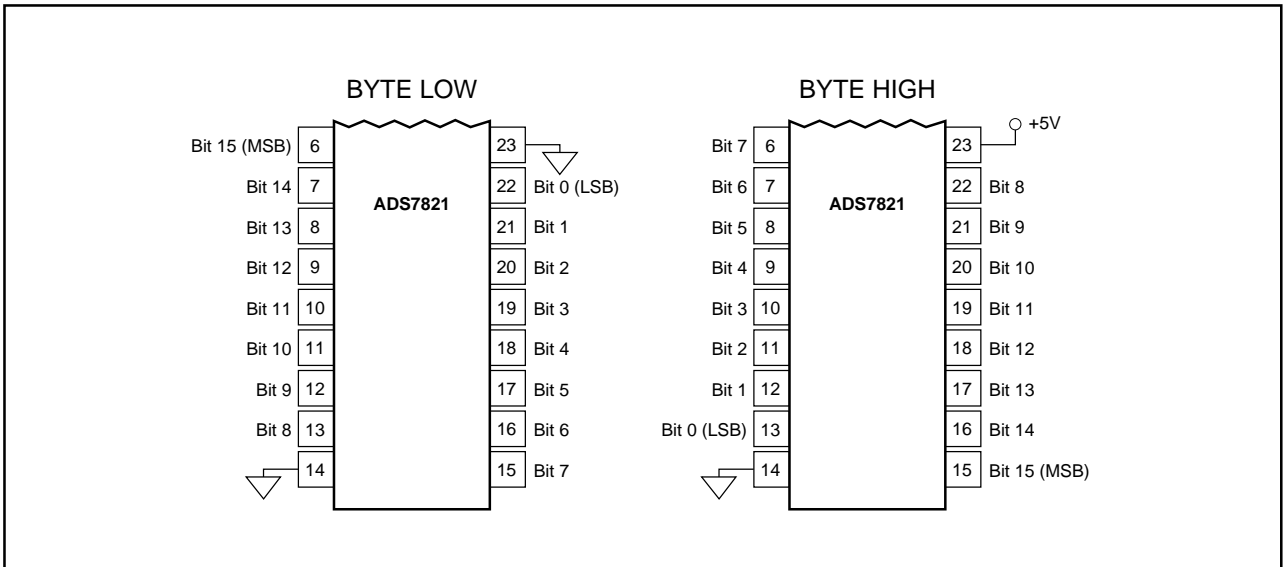 BYTE LOW
Bit 15 (MSB) 6
Bit 14 7
Bit 13 8
Bit 12 9
Bit 11 10
Bit 10 11
Bit 9 12
Bit 8 13
14
ADS7821
23
22 Bit 0 (LSB)
21 Bit 1
20 Bit 2
19 Bit 3
18 Bit 4
17 Bit 5
16 Bit 6
15 Bit 7
BYTE HIGH
Bit 7 6
Bit 6 7
Bit 5 8
Bit 4 9
Bit 3 10
Bit 2 11
Bit 1 12
Bit 0 (LSB) 13
14
ADS7821
23 +5V
22 Bit 8
21 Bit 9
20 Bit 10
19 Bit 11
18 Bit 12
17 Bit 13
16 Bit 14
15 Bit 15 (MSB)